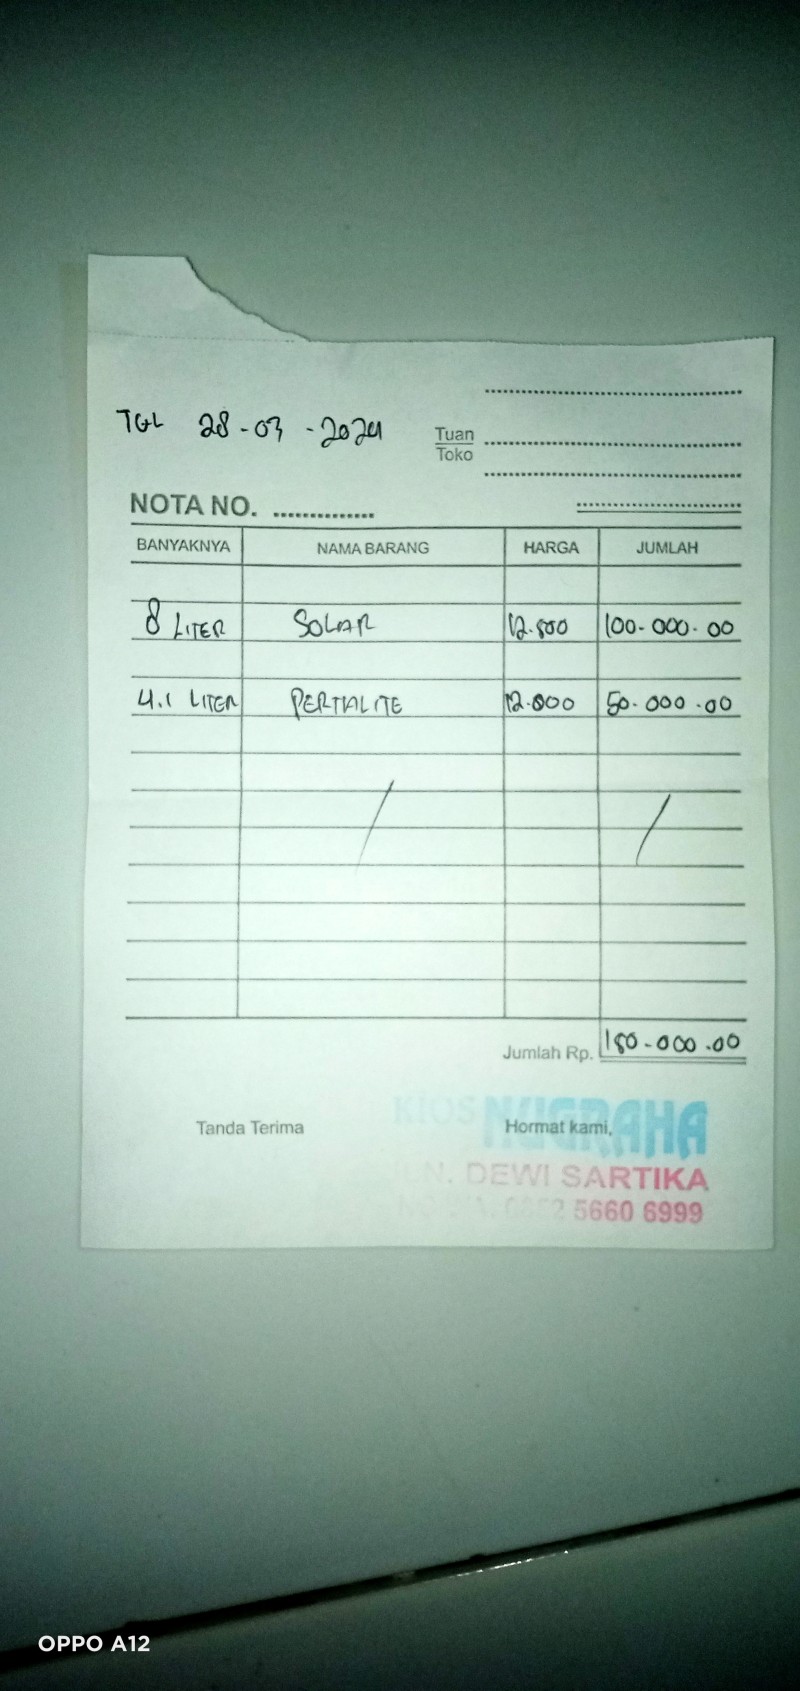 TGL 28-03-2024
Tuan
Toko
NOTA NO.
BANYAKNYA NAMA BARANG HARGA JUMLAH
8 LITER SOLAR 12.500 100.000.00
4.1 LITER PERTALITE 12.000 50.000.00
Jumlah Rp. 150.000.00
Tanda Terima Hormat kami,
KIOS NUGRAHA
JLN. DEWI SARTIKA
5660 6999
OPPO A12